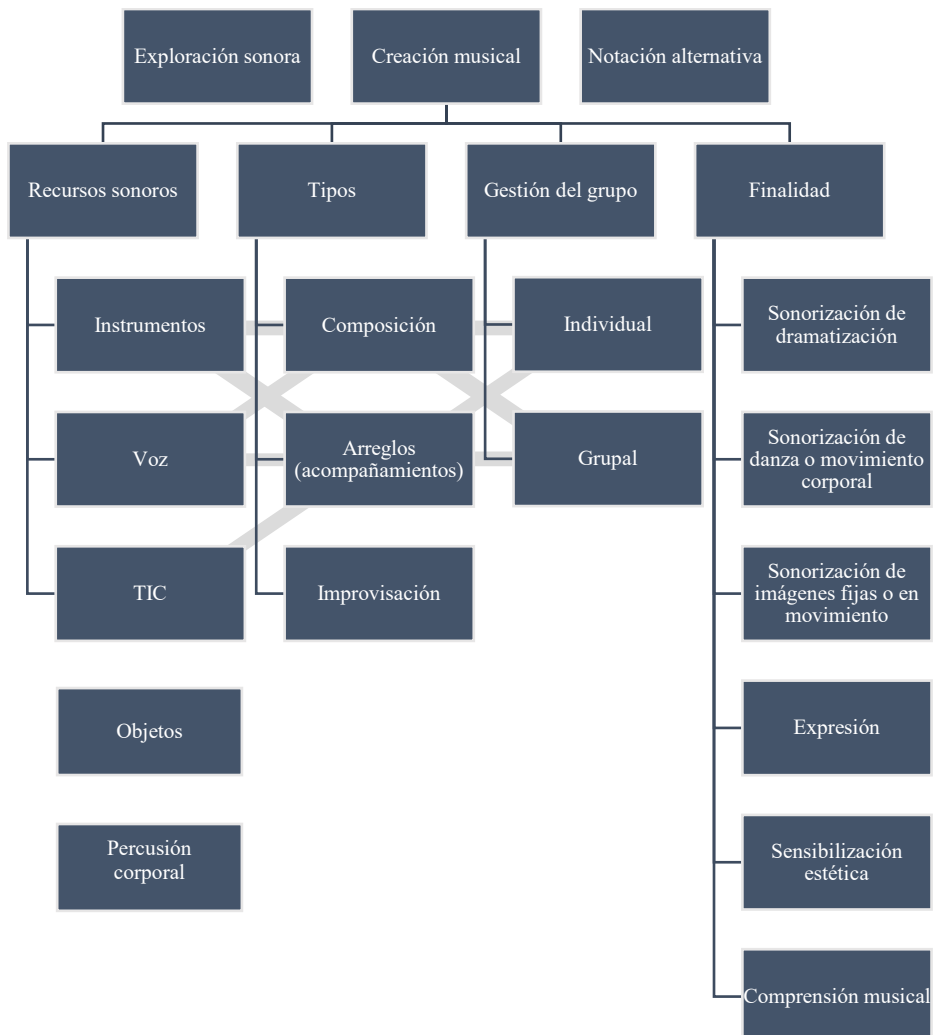 Exploración sonora
Creación musical
Notación alternativa
Recursos sonoros
Tipos
Gestión del grupo
Finalidad
Instrumentos
Voz
TIC
Objetos
Percusión
corporal
Composición
Arreglos
(acompañamientos)
Improvisación
Individual
Grupal
Sonorización de
dramatización
Sonorización de
danza o movimiento
corporal
Sonorización de
imágenes fijas o en
movimiento
Expresión
Sensibilización
estética
Comprensión musical